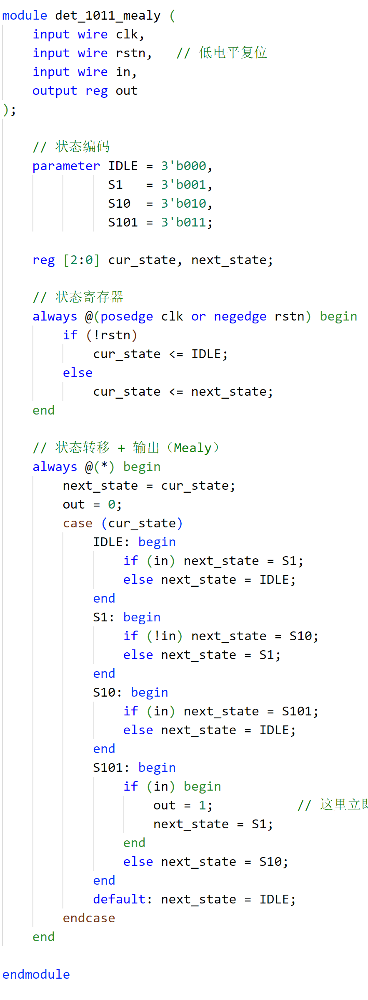 module det_1011_mealy (
    input wire clk,
    input wire rstn,   // 低电平复位
    input wire in,
    output reg out
);

    // 状态编码
    parameter IDLE = 3'b000,
              S1   = 3'b001,
              S10  = 3'b010,
              S101 = 3'b011;

    reg [2:0] cur_state, next_state;

    // 状态寄存器
    always @(posedge clk or negedge rstn) begin
        if (!rstn)
            cur_state <= IDLE;
        else
            cur_state <= next_state;
    end

    // 状态转移 + 输出（Mealy）
    always @(*) begin
        next_state = cur_state;
        out = 0;
        case (cur_state)
            IDLE: begin
                if (in) next_state = S1;
                else next_state = IDLE;
            end
            S1: begin
                if (!in) next_state = S10;
                else next_state = S1;
            end
            S10: begin
                if (in) next_state = S101;
                else next_state = IDLE;
            end
            S101: begin
                if (in) begin
                    out = 1;           // 这里立
                    next_state = S1;
                end
                else next_state = S10;
            end
            default: next_state = IDLE;
        endcase
    end

endmodule